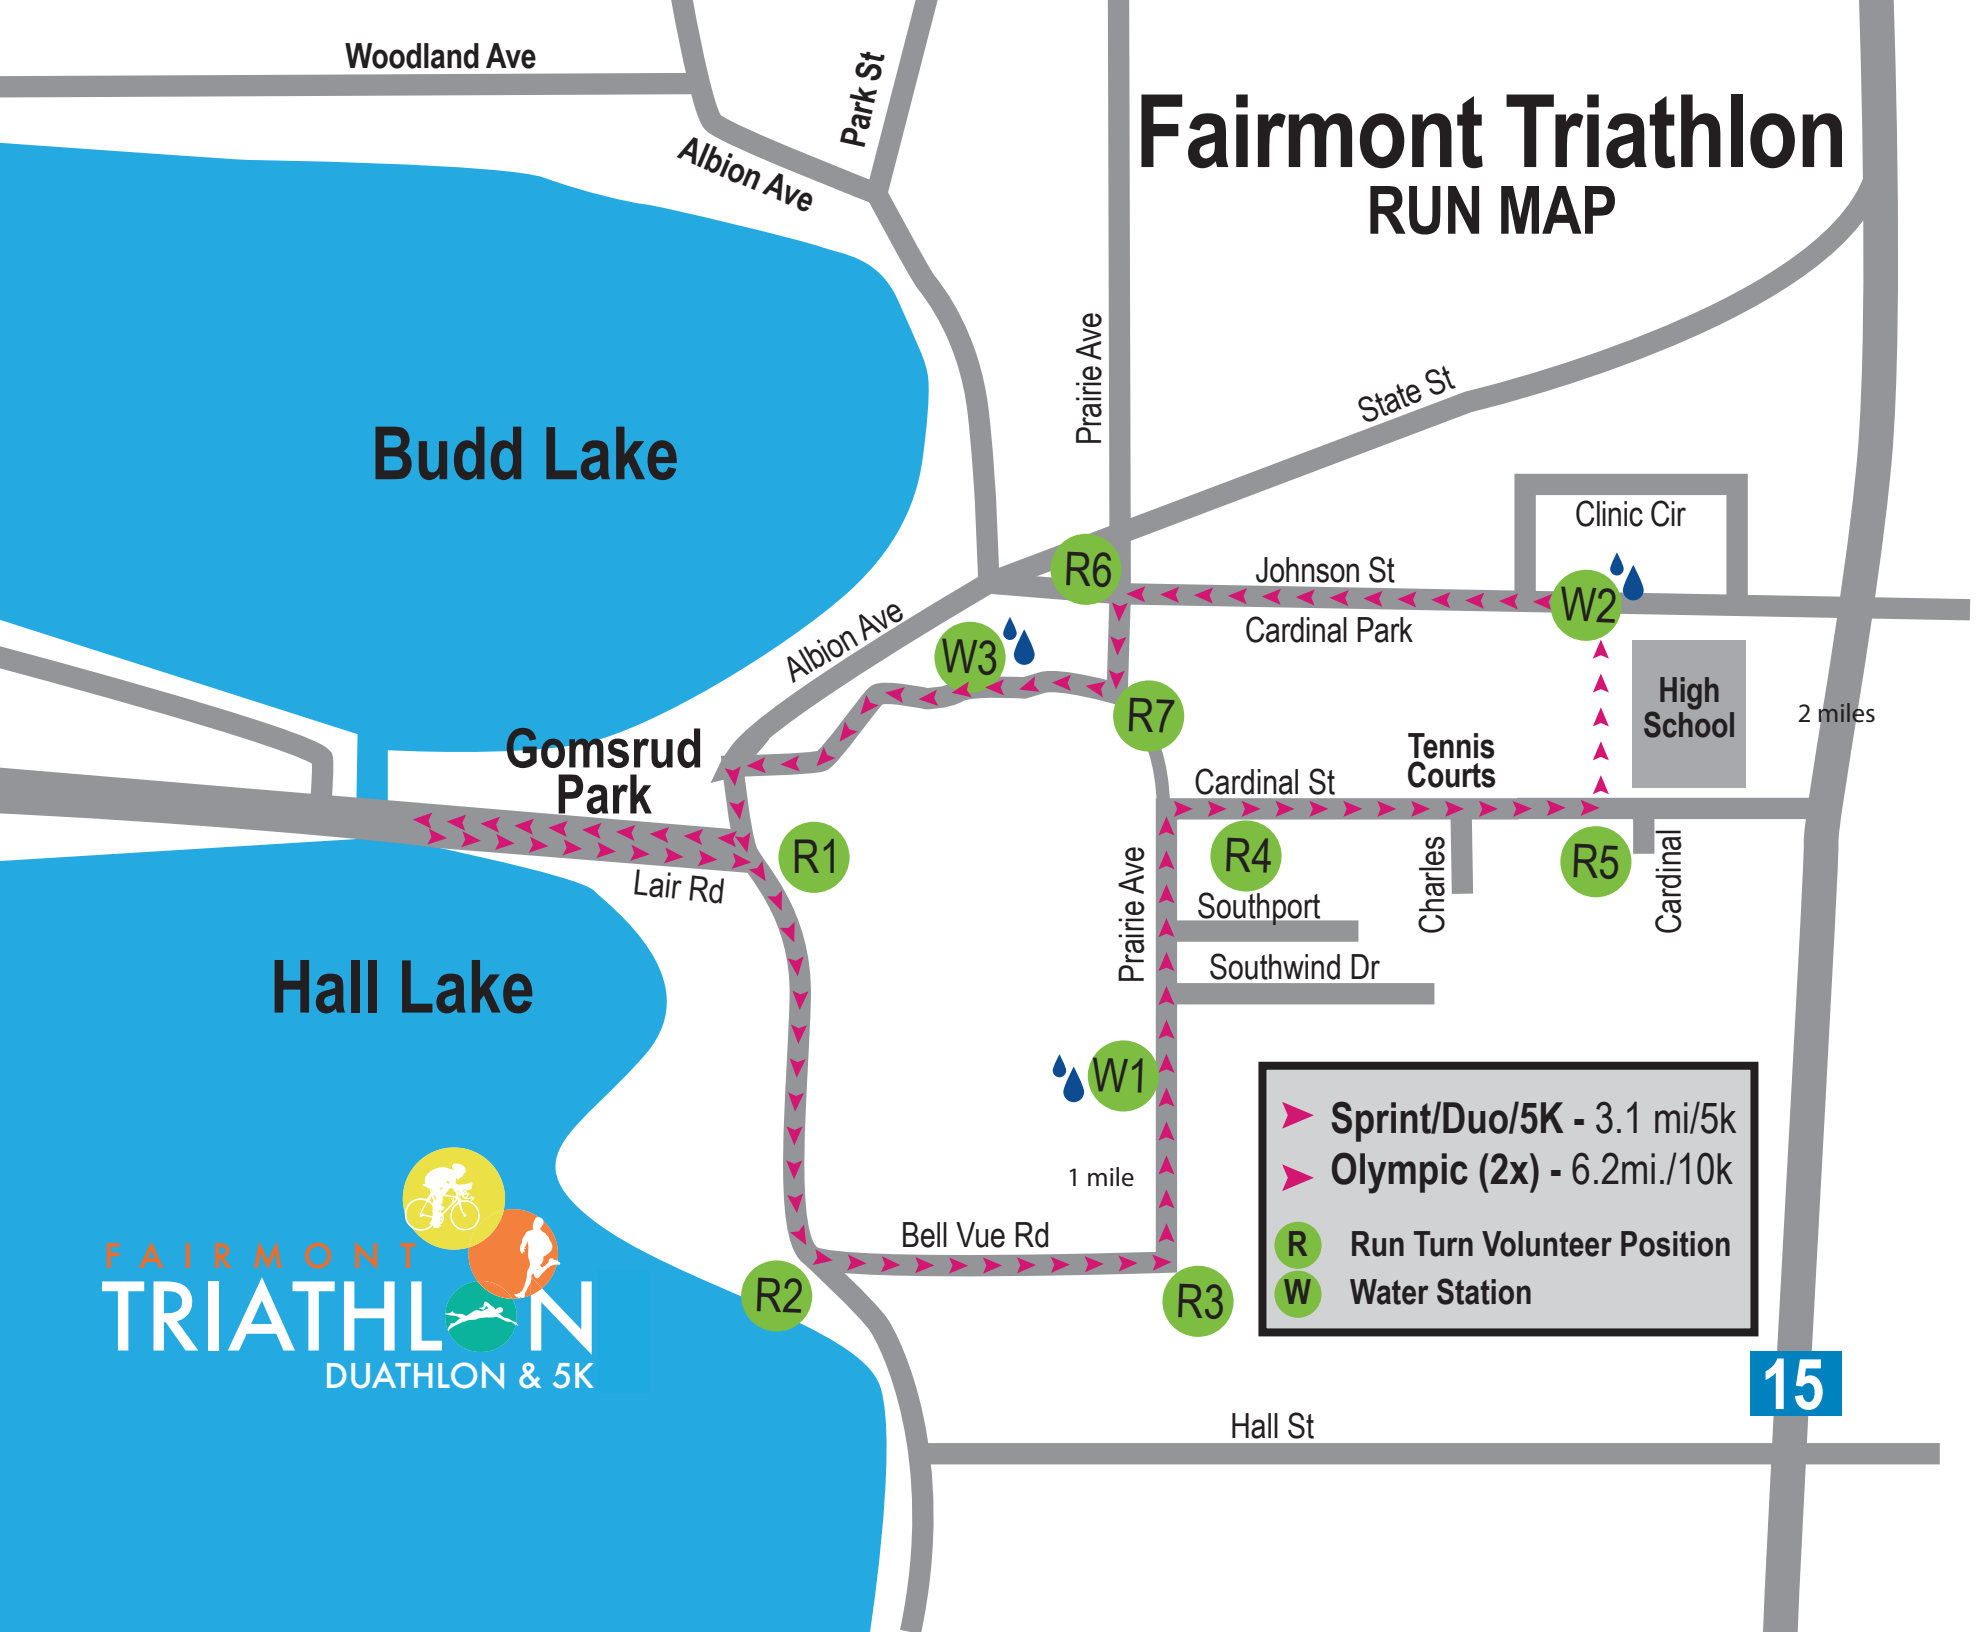 Woodland Ave
Park St
Albion Ave
Fairmont Triathlon
RUN MAP
Prairie Ave
State St
Budd Lake
Clinic Cir
R6
Johnson St
W2
Cardinal Park
Albion Ave
W3
High
School
R7
2 miles
Gomsrud
Park
Tennis
Courts
Cardinal St
R1
Lair Rd
R4
R5
Charles
Cardinal
Prairie Ave
Southport
Southwind Dr
Hall Lake
W1
1 mile
Sprint/Duo/5K - 3.1 mi/5k
Olympic (2x) - 6.2mi./10k
R Run Turn Volunteer Position
W Water Station
Bell Vue Rd
R2
R3
FAIRMONT
TRIATHLON
DUATHLON & 5K
15
Hall St